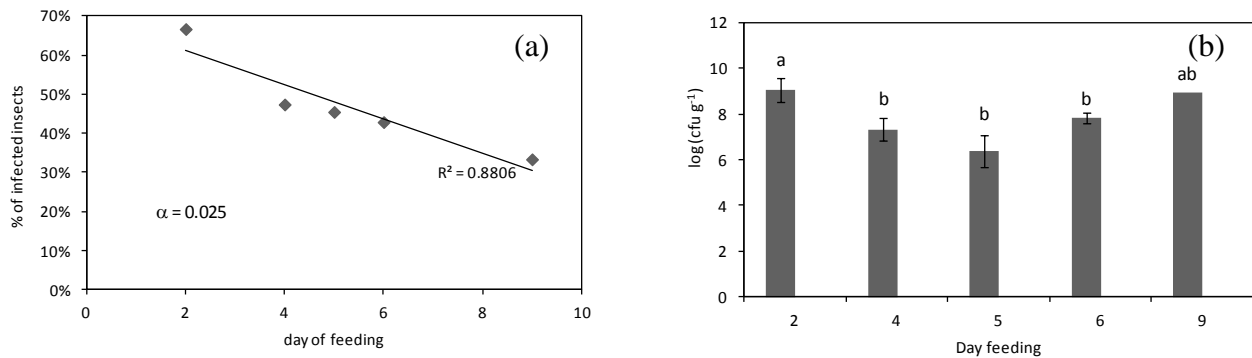 70%
60%
50%
40%
30%
20%
10%
0%
% of infected insects
(a)
R² = 0.8806
α = 0.025
0 2 4 6 8 10
day of feeding
12
10
8
6
4
2
0
log (cfu g⁻¹)
(b)
a b b b ab
2 4 5 6 9
Day feeding